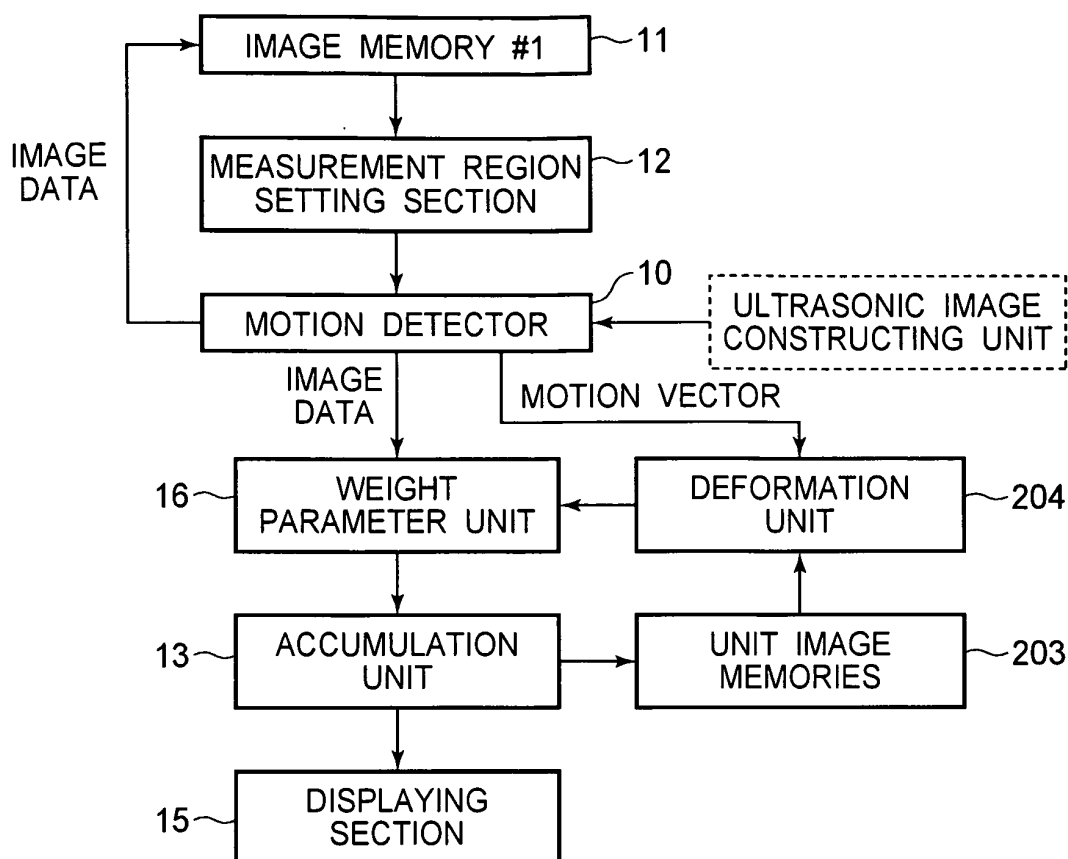 IMAGE MEMORY #1
11
IMAGE
DATA
MEASUREMENT REGION
SETTING SECTION
12
10
MOTION DETECTOR
ULTRASONIC IMAGE
CONSTRUCTING UNIT
IMAGE
DATA
MOTION VECTOR
16
WEIGHT
PARAMETER UNIT
DEFORMATION
UNIT
204
13
ACCUMULATION
UNIT
UNIT IMAGE
MEMORIES
203
15
DISPLAYING
SECTION